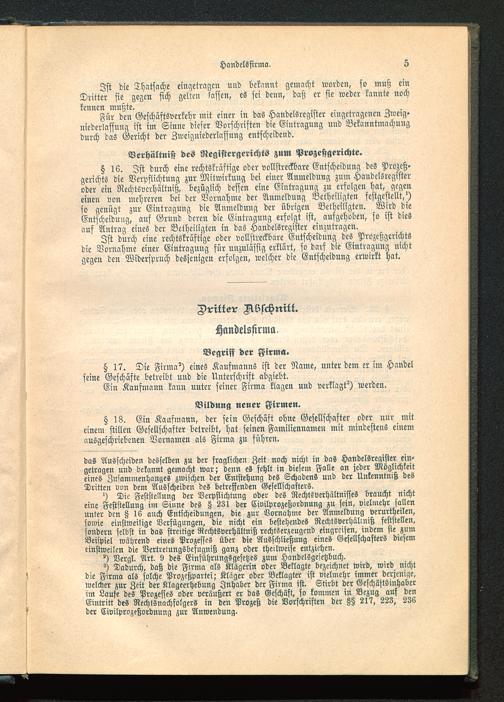 Handelsfirma. 5
Ist die Thatsache eingetragen und bekannt gemacht worden, so muß ein
Dritter sie gegen sich gelten lassen, es sei denn, daß er sie weder kannte noch
kennen mußte.
Für den Geschäftsverkehr mit einer in das Handelsregister eingetragenen Zweig-
niederlassung ist im Sinne dieser Vorschriften die Eintragung und Bekanntmachung
durch das Gericht der Zweigniederlassung entscheidend.
Verhältniß des Registergerichts zum Prozeßgerichte.
§ 16. Ist durch eine rechtskräftige oder vollstreckbare Entscheidung des Prozeß-
gerichts die Verpflichtung zur Mitwirkung bei einer Anmeldung zum Handelsregister
oder ein Rechtsverhältniß, bezüglich dessen eine Eintragung zu erfolgen hat, gegen
einen von mehreren bei der Vornahme der Anmeldung Betheiligten festgestellt,¹)
so genügt zur Eintragung die Anmeldung der übrigen Betheiligten. Wird die
Entscheidung, auf Grund deren die Eintragung erfolgt ist, aufgehoben, so ist dies
auf Antrag eines der Betheiligten in das Handelsregister einzutragen.
Ist durch eine rechtskräftige oder vollstreckbare Entscheidung des Prozeßgerichts
die Vornahme einer Eintragung für unzulässig erklärt, so darf die Eintragung nicht
gegen den Widerspruch desjenigen erfolgen, welcher die Entscheidung erwirkt hat.
Dritter Abschnitt.
Handelsfirma.
Begriff der Firma.
§ 17. Die Firma²) eines Kaufmanns ist der Name, unter dem er im Handel
seine Geschäfte betreibt und die Unterschrift abgiebt.
Ein Kaufmann kann unter seiner Firma klagen und verklagt³) werden.
Bildung neuer Firmen.
§ 18. Ein Kaufmann, der sein Geschäft ohne Gesellschafter oder nur mit
einem stillen Gesellschafter betreibt, hat seinen Familiennamen mit mindestens einem
ausgeschriebenen Vornamen als Firma zu führen.
das Ausscheiden desselben zu der fraglichen Zeit noch nicht in das Handelsregister ein-
getragen und bekannt gemacht war; denn es fehlt in diesem Falle an jeder Möglichkeit
eines Zusammenhanges zwischen der Entstehung des Schadens und der Unkenntniß des
Dritten von dem Ausscheiden des betreffenden Gesellschafters.
¹) Die Feststellung der Verpflichtung oder des Rechtsverhältnisses braucht nicht
eine Feststellung im Sinne des § 231 der Civilprozeßordnung zu sein, vielmehr fallen
unter den § 16 auch Entscheidungen, die zur Vornahme der Anmeldung verurtheilen,
sowie einstweilige Verfügungen, die nicht ein bestehendes Rechtsverhältniß feststellen,
sondern selbst in das streitige Rechtsverhältniß rechtserzeugend eingreifen, indem sie zum
Beispiel während eines Prozesses über die Ausschließung eines Gesellschafters diesem
einstweilen die Vertretungsbefugniß ganz oder theilweise entziehen.
²) Vergl. Art. 9 des Einführungsgesetzes zum Handelsgesetzbuch.
³) Dadurch, daß die Firma als Klägerin oder Beklagte bezeichnet wird, wird nicht
die Firma als solche Prozeßpartei; Kläger oder Beklagter ist vielmehr immer derjenige,
welcher zur Zeit der Klageerhebung Inhaber der Firma ist. Stirbt der Geschäftsinhaber
im Laufe des Prozesses oder veräußert er das Geschäft, so kommen in Bezug auf den
Eintritt des Rechtsnachfolgers in den Prozeß die Vorschriften der §§ 217, 223, 236
der Civilprozeßordnung zur Anwendung.